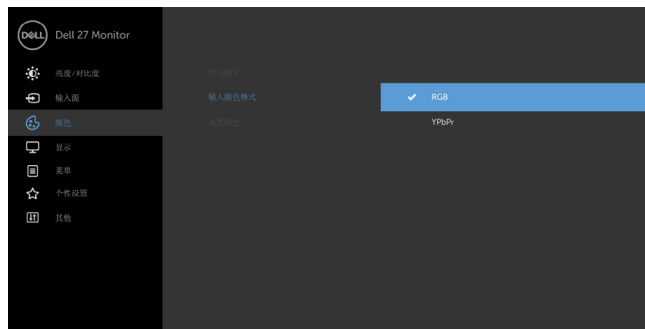 DELL
Dell 27 Monitor
亮度/对比度
输入源
颜色
显示
菜单
个性设置
其他
预设模式
输入颜色格式
重置颜色
RGB
YPbPr